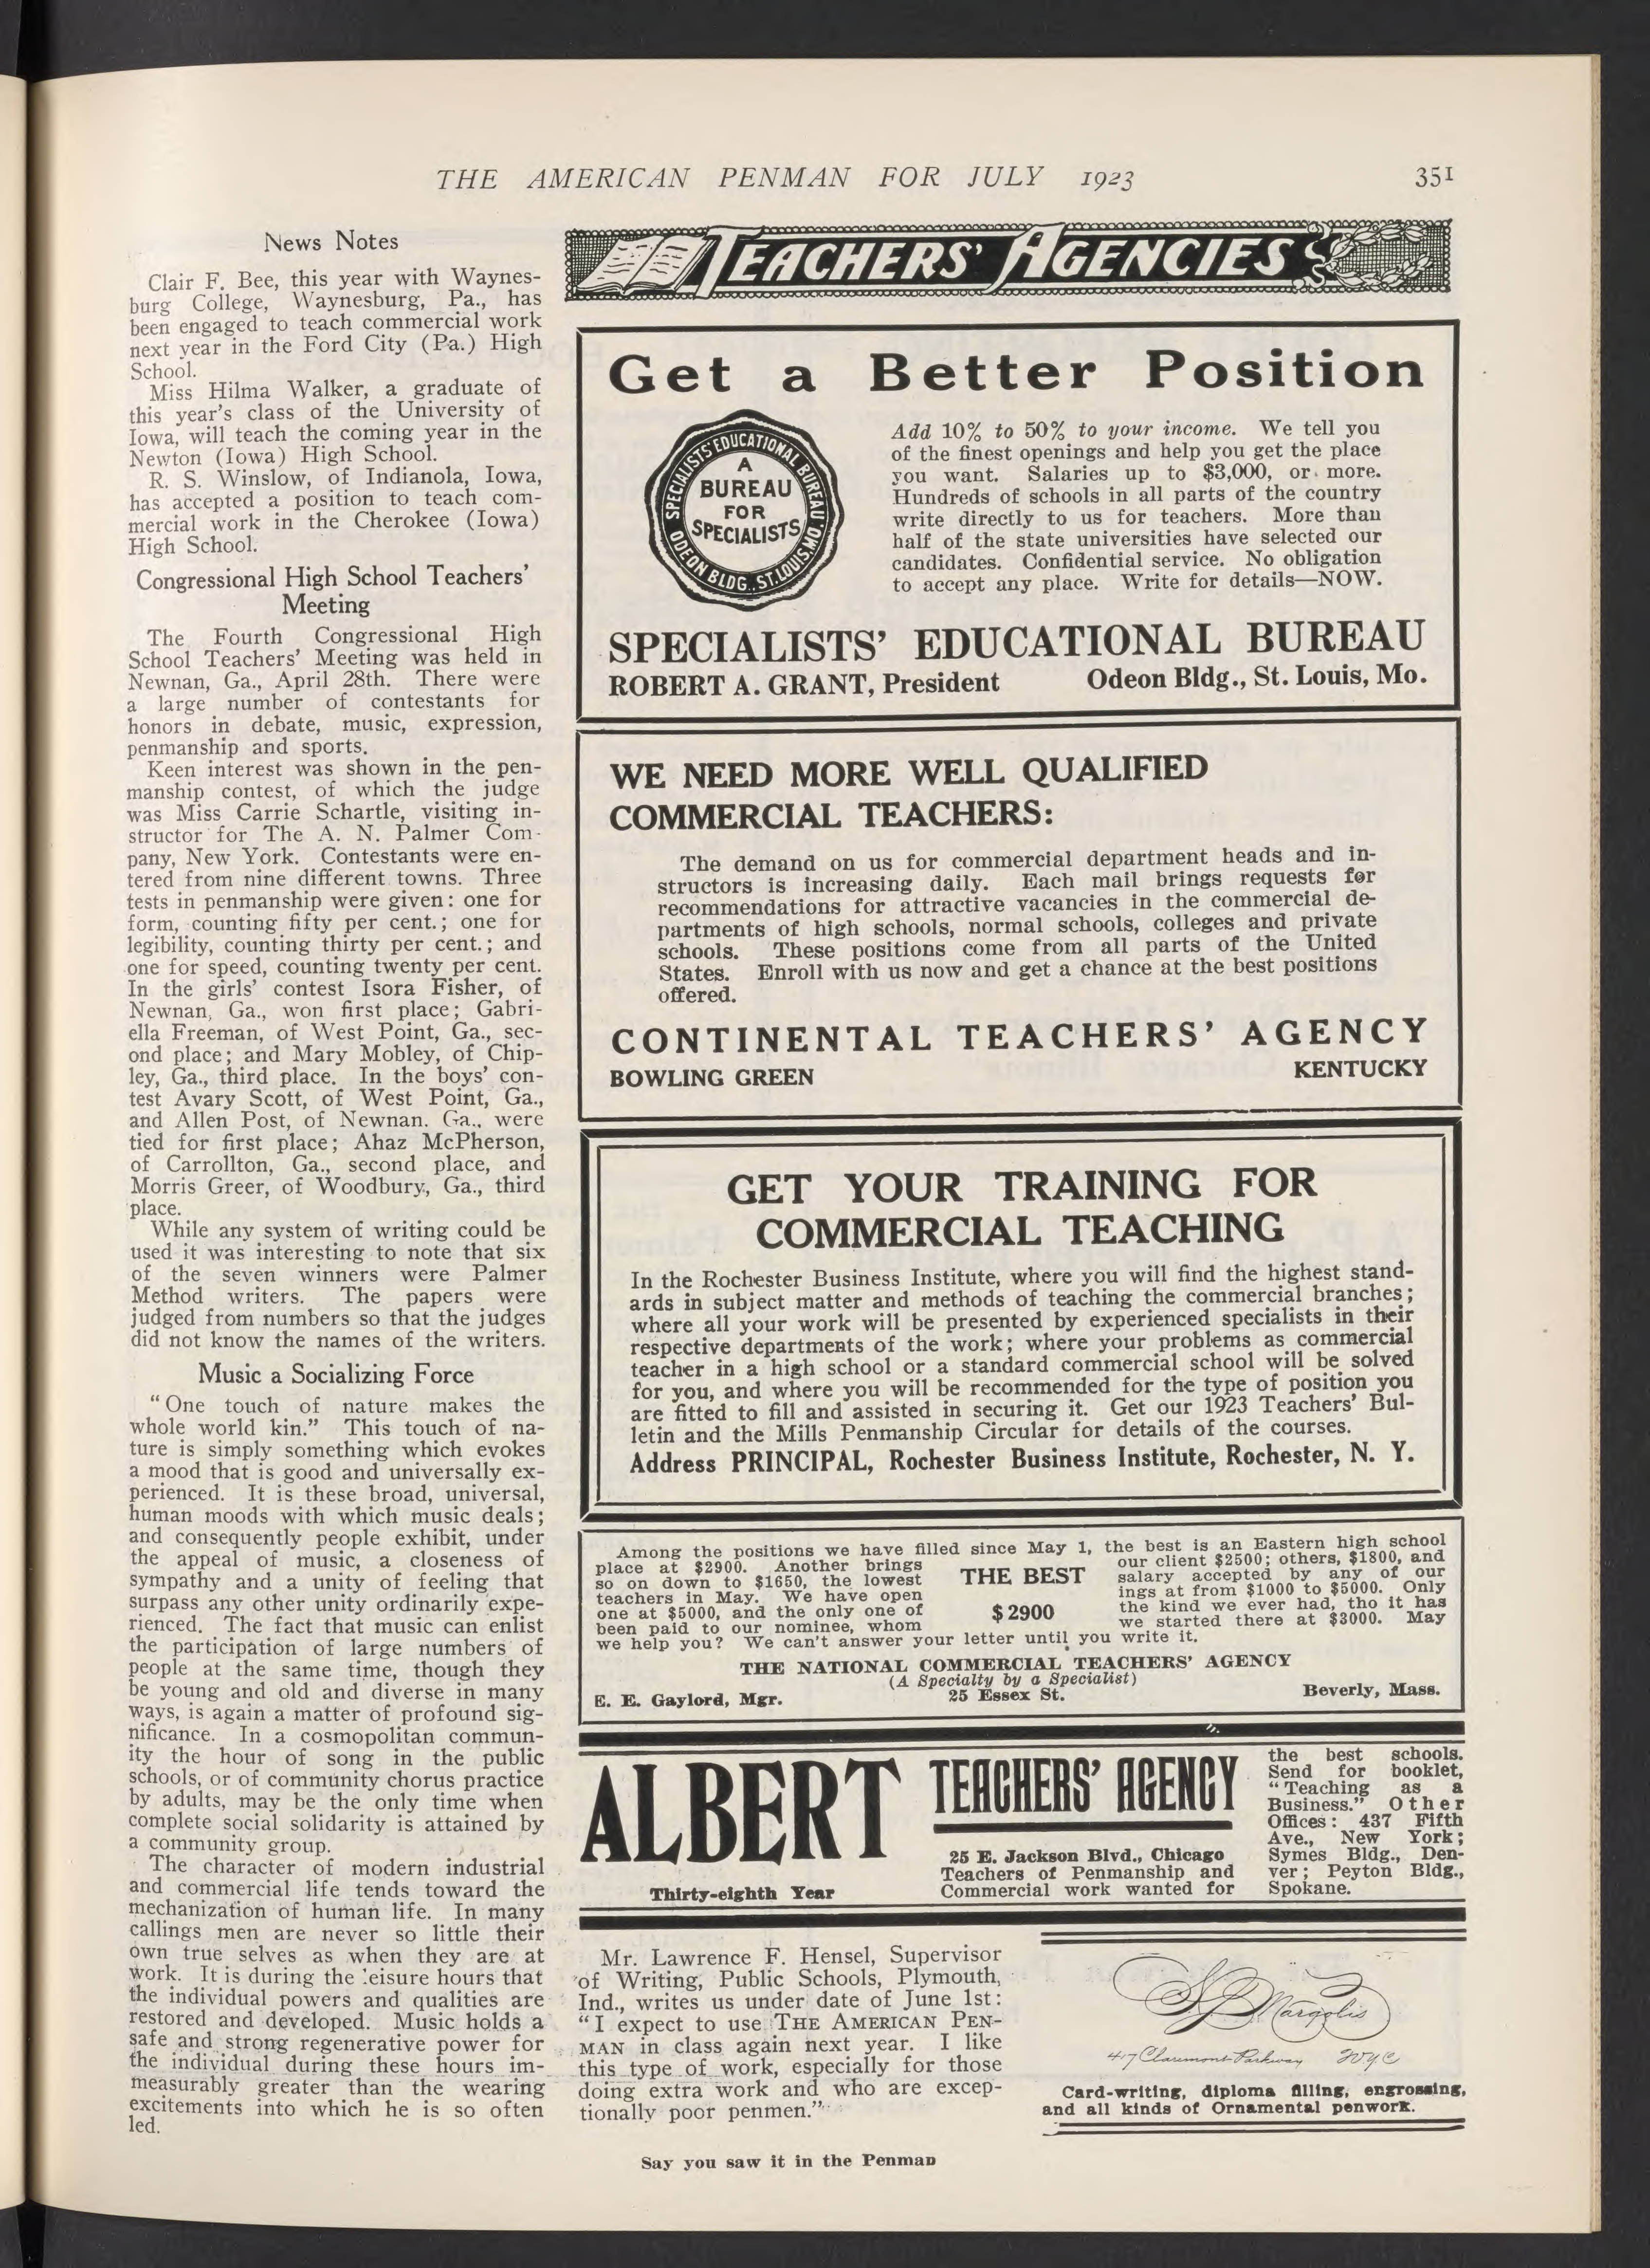 THE AMERICAN PENMAN FOR JULY 1923
351
News Notes
Clair F. Bee, this year with Waynes-
burg College, Waynesburg, Pa., has
been engaged to teach commercial work
next year in the Ford City (Pa.) High
School.
Miss Hilma Walker, a graduate of
this year's class of the University of
Iowa, will teach the coming year in the
Newton (Iowa) High School.
R. S. Winslow, of Indianola, Iowa,
has accepted a position to teach com-
mercial work in the Cherokee (Iowa)
High School.
Congressional High School Teachers'
Meeting
The Fourth Congressional High
School Teachers' Meeting was held in
Newnan, Ga., April 28th. There were
a large number of contestants for
honors in debate, music, expression,
penmanship and sports.
Keen interest was shown in the pen-
manship contest, of which the judge
was Miss Carrie Schartle, visiting in-
structor for The A. N. Palmer Com-
pany, New York. Contestants were en-
tered from nine different towns. Three
tests in penmanship were given: one for
form, counting fifty per cent.; one for
legibility, counting thirty per cent.; and
one for speed, counting twenty per cent.
In the girls' contest Isora Fisher, of
Newnan, Ga., won first place; Gabri-
ella Freeman, of West Point, Ga., sec-
ond place; and Mary Mobley, of Chip-
ley, Ga., third place. In the boys' con-
test Avary Scott, of West Point, Ga.,
and Allen Post, of Newnan. Ga., were
tied for first place; Ahaz McPherson,
of Carrollton, Ga., second place, and
Morris Greer, of Woodbury, Ga., third
place.
While any system of writing could be
used it was interesting to note that six
of the seven winners were Palmer
Method writers. The papers were
judged from numbers so that the judges
did not know the names of the writers.
Music a Socializing Force
"One touch of nature makes the
whole world kin." This touch of na-
ture is simply something which evokes
a mood that is good and universally ex-
perienced. It is these broad, universal,
human moods with which music deals;
and consequently people exhibit, under
the appeal of music, a closeness of
sympathy and a unity of feeling that
surpass any other unity ordinarily expe-
rienced. The fact that music can enlist
the participation of large numbers of
people at the same time, though they
be young and old and diverse in many
ways, is again a matter of profound sig-
nificance. In a cosmopolitan commun-
ity the hour of song in the public
schools, or of community chorus practice
by adults, may be the only time when
complete social solidarity is attained by
a community group.
The character of modern industrial
and commercial life tends toward the
mechanization of human life. In many
callings men are never so little their
own true selves as when they are at
work. It is during the leisure hours that
the individual powers and qualities are
restored and developed. Music holds a
safe and strong regenerative power for
the individual during these hours im-
measurably greater than the wearing
excitements into which he is so often
led.
TEACHERS' AGENCIES
Get a Better Position
SPECIALISTS' EDUCATIONAL BUREAU
A
BUREAU
FOR
SPECIALISTS
ODEON BLDG., ST. LOUIS, MO.
Add 10% to 50% to your income. We tell you
of the finest openings and help you get the place
you want. Salaries up to $3,000, or more.
Hundreds of schools in all parts of the country
write directly to us for teachers. More than
half of the state universities have selected our
candidates. Confidential service. No obligation
to accept any place. Write for details—NOW.
SPECIALISTS' EDUCATIONAL BUREAU
ROBERT A. GRANT, President Odeon Bldg., St. Louis, Mo.
WE NEED MORE WELL QUALIFIED
COMMERCIAL TEACHERS:
The demand on us for commercial department heads and in-
structors is increasing daily. Each mail brings requests for
recommendations for attractive vacancies in the commercial de-
partments of high schools, normal schools, colleges and private
schools. These positions come from all parts of the United
States. Enroll with us now and get a chance at the best positions
offered.
CONTINENTAL TEACHERS' AGENCY
BOWLING GREEN KENTUCKY
GET YOUR TRAINING FOR
COMMERCIAL TEACHING
In the Rochester Business Institute, where you will find the highest stand-
ards in subject matter and methods of teaching the commercial branches;
where all your work will be presented by experienced specialists in their
respective departments of the work; where your problems as commercial
teacher in a high school or a standard commercial school will be solved
for you, and where you will be recommended for the type of position you
are fitted to fill and assisted in securing it. Get our 1923 Teachers' Bul-
letin and the Mills Penmanship Circular for details of the courses.
Address PRINCIPAL, Rochester Business Institute, Rochester, N. Y.
Among the positions we have filled since May 1, the best is an Eastern high school
place at $2900. Another brings our client $2500; others, $1800, and
so on down to $1650, the lowest salary accepted by any of our
teachers in May. We have open ings at from $1000 to $5000. Only
one at $5000, and the only one of the kind we ever had, tho it has
been paid to our nominee, whom we started there at $3000. May
we help you? We can't answer your letter until you write it.
THE BEST
$2900
THE NATIONAL COMMERCIAL TEACHERS' AGENCY
(A Specialty by a Specialist)
E. E. Gaylord, Mgr. 25 Essex St. Beverly, Mass.
ALBERT
Thirty-eighth Year
TEACHERS' AGENCY
25 E. Jackson Blvd., Chicago
Teachers of Penmanship and
Commercial work wanted for
the best schools.
Send for booklet,
"Teaching as a
Business." Other
Offices: 437 Fifth
Ave., New York;
Symes Bldg., Den-
ver; Peyton Bldg.,
Spokane.
Mr. Lawrence F. Hensel, Supervisor
of Writing, Public Schools, Plymouth,
Ind., writes us under date of June 1st:
"I expect to use THE AMERICAN PEN-
MAN in class again next year. I like
this type of work, especially for those
doing extra work and who are excep-
tionally poor penmen."
Margolis
417 Claremont Parkway NYC
Card-writing, diploma filling, engrossing,
and all kinds of Ornamental penwork.
Say you saw it in the Penman